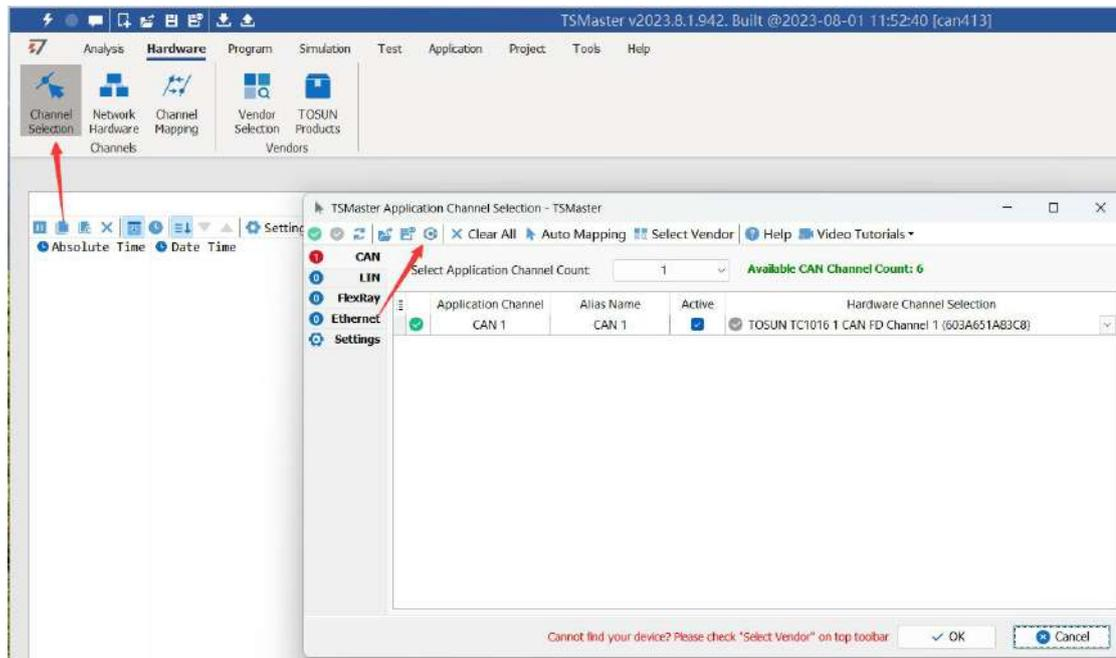 TSMaster v2023.8.1.942. Built @2023-08-01 11:52:40 [can413]
Analysis Hardware Program Simulation Test Application Project Tools Help
Channel Selection
Network Hardware
Channel Mapping
Vendor Selection
TOSUN Products
Channels
Vendors
TSMaster Application Channel Selection - TSMaster
Setting
Absolute Time Date Time
Clear All Auto Mapping Select Vendor Help Video Tutorials
1 CAN
0 LIN
0 FlexRay
0 Ethernet
Settings
Select Application Channel Count 1 Available CAN Channel Count: 6
Application Channel Alias Name Active Hardware Channel Selection
CAN 1 CAN 1 TOSUN TC1016 1 CAN FD Channel 1 (603A651A83C8)
Cannot find your device? Please check "Select Vendor" on top toolbar
OK Cancel